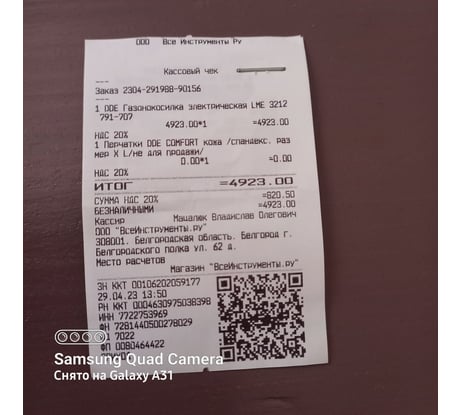 ООО Все Инструменты Ру
Кассовый чек
---
Заказ 2304-291988-90156
---
1 DDE Газонокосилка электрическая LME 3212
791-707
4923.00*1 =4923.00
НДС 20%
1 Перчатки DDE COMFORT кожа /спандекс. раз
мер X L/не для продажи/
0.00*1 =0.00
НДС 20%
ИТОГ =4923.00
СУММА НДС 20% =820.50
БЕЗНАЛИЧНЫМИ =4923.00
Кассир Мацалек Владислав Олегович
ООО "ВсеИнструменты.ру"
308001. Белгородская область. Белгород г.
Белгородского полка ул. 62 д.
Место расчетов
Магазин "ВсеИнструменты.ру"
ЗН ККТ 00106202059177
29.04.23 13:50
РН ККТ 0004630975038398
ИНН 7722753969
ФН 7281440500278029
7022
ФП 0080464422
Samsung Quad Camera
Снято на Galaxy A31